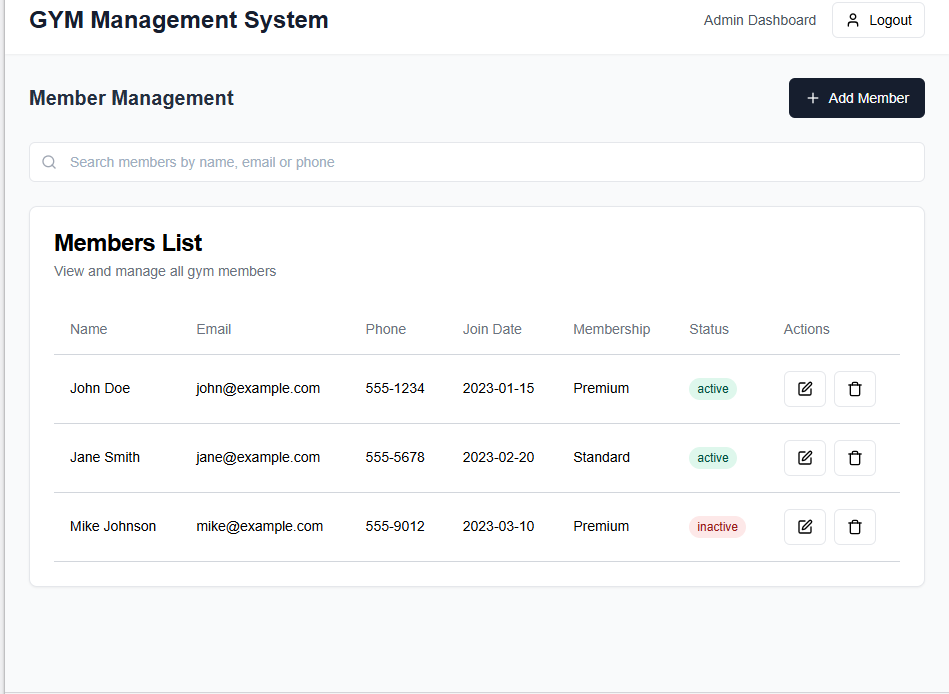 GYM Management System
Admin Dashboard
Logout
Member Management
Add Member
Search members by name, email or phone
Members List
View and manage all gym members
Name Email Phone Join Date Membership Status Actions
John Doe john@example.com 555-1234 2023-01-15 Premium active
Jane Smith jane@example.com 555-5678 2023-02-20 Standard active
Mike Johnson mike@example.com 555-9012 2023-03-10 Premium inactive